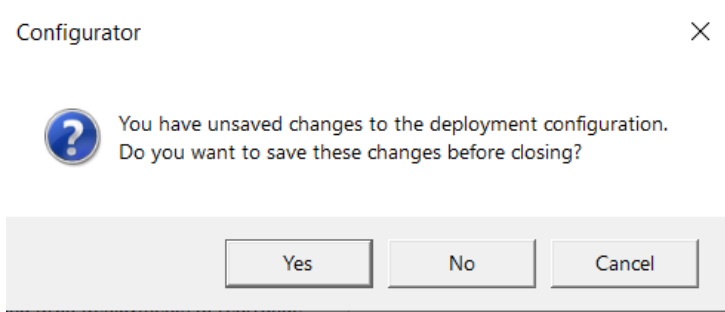 Configurator
You have unsaved changes to the deployment configuration.
Do you want to save these changes before closing?
Yes No Cancel